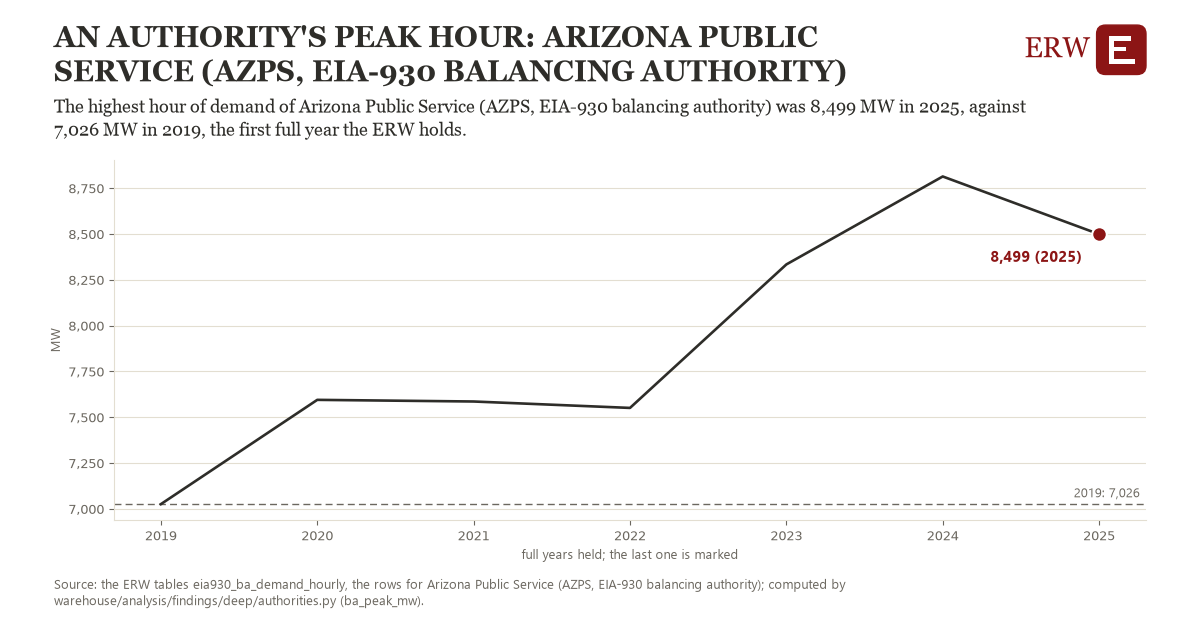 AN AUTHORITY'S PEAK HOUR: ARIZONA PUBLIC
SERVICE (AZPS, EIA-930 BALANCING AUTHORITY)
ERW E
The highest hour of demand of Arizona Public Service (AZPS, EIA-930 balancing authority) was 8,499 MW in 2025, against
7,026 MW in 2019, the first full year the ERW holds.
8,750
8,500
8,250
8,000
7,750
7,500
7,250
7,000
MW
8,499 (2025)
2019: 7,026
2019 2020 2021 2022 2023 2024 2025
full years held; the last one is marked
Source: the ERW tables eia930_ba_demand_hourly, the rows for Arizona Public Service (AZPS, EIA-930 balancing authority); computed by
warehouse/analysis/findings/deep/authorities.py (ba_peak_mw).